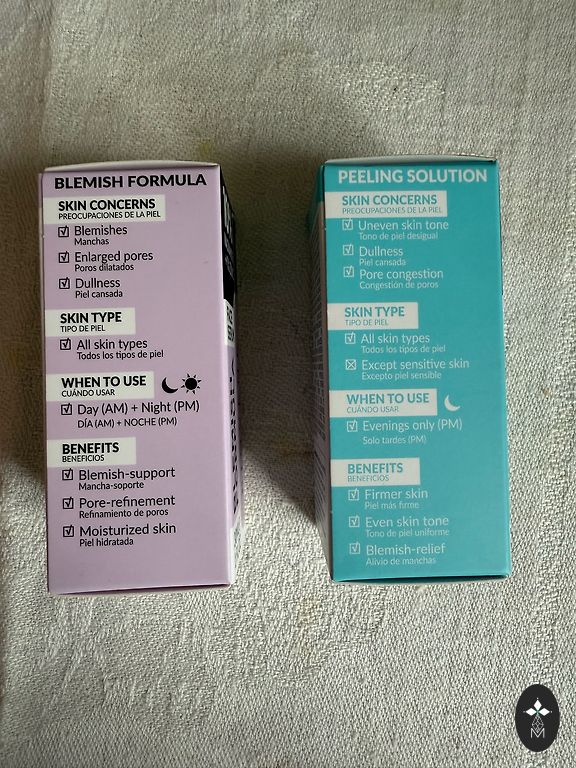 BLEMISH FORMULA
SKIN CONCERNS
PREOCUPACIONES DE LA PIEL
Blemishes
Manchas
Enlarged pores
Poros dilatados
Dullness
Piel cansada
SKIN TYPE
TIPO DE PIEL
All skin types
Todos los tipos de piel
WHEN TO USE
CUÁNDO USAR
Day (AM) + Night (PM)
DÍA (AM) + NOCHE (PM)
BENEFITS
BENEFICIOS
Blemish-support
Mancha-soporte
Pore-refinement
Refinamiento de poros
Moisturized skin
Piel hidratada
PEELING SOLUTION
SKIN CONCERNS
PREOCUPACIONES DE LA PIEL
Uneven skin tone
Tono de piel desigual
Dullness
Piel cansada
Pore congestion
Congestión de poros
SKIN TYPE
TIPO DE PIEL
All skin types
Todos los tipos de piel
Except sensitive skin
Excepto piel sensible
WHEN TO USE
CUÁNDO USAR
Evenings only (PM)
Solo tardes (PM)
BENEFITS
BENEFICIOS
Firmer skin
Piel más firme
Even skin tone
Tono de piel uniforme
Blemish-relief
Alivio de manchas